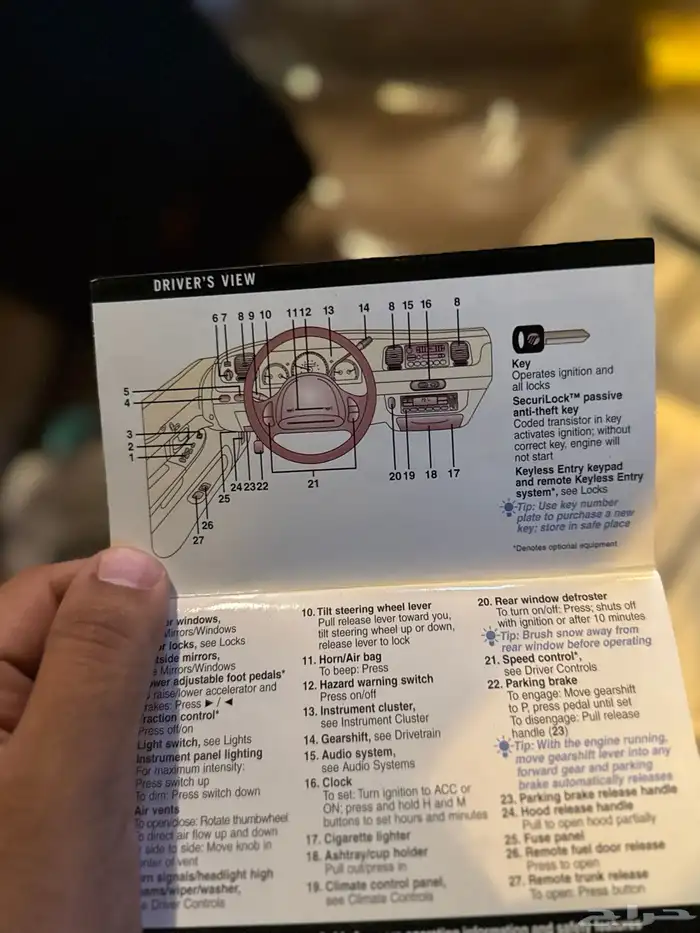 DRIVER'S VIEW
6 7 8 9 10 11 12 13 14 8 15 16 8
5
4
3
2
1
24 23 22
25
26
27
21
20 19 18 17
Key
Operates ignition and
all locks
SecuriLock™ passive
anti-theft key
Coded transistor in key
activates ignition; without
correct key, engine will
not start
Keyless Entry keypad
and remote Keyless Entry
system*, see Locks
Tip: Use key number
plate to purchase a new
key; store in safe place
*Denotes optional equipment
windows,
Mirrors/Windows
locks, see Locks
mirrors,
Mirrors/Windows
adjustable foot pedals*
raise/lower accelerator and
Press ▶ / ◀
control*
Press off/on
Light switch, see Lights
Instrument panel lighting
For maximum intensity:
Press switch up
To dim: Press switch down
Air vents
To open/close: Rotate thumbwheel
To direct air flow up and down
side to side: Move knob in
of vent
signals/headlight high
Driver Controls
10. Tilt steering wheel lever
Pull release lever toward you,
tilt steering wheel up or down,
release lever to lock
11. Horn/Air bag
To beep: Press
12. Hazard warning switch
Press on/off
13. Instrument cluster,
see Instrument Cluster
14. Gearshift, see Drivetrain
15. Audio system,
see Audio Systems
16. Clock
To set: Turn ignition to ACC or
ON; press and hold H and M
buttons to set hours and minutes
17. Cigarette lighter
18. Ashtray/cup holder
Pull out/press in
19. Climate control panel,
see Climate Controls
20. Rear window defroster
To turn on/off: Press; shuts off
with ignition or after 10 minutes
Tip: Brush snow away from
rear window before operating
21. Speed control*,
see Driver Controls
22. Parking brake
To engage: Move gearshift
to P, press pedal until set
To disengage: Pull release
handle (23)
Tip: With the engine running,
move gearshift lever into any
forward gear and parking
brake automatically releases
23. Parking brake release handle
24. Hood release handle
Pull to open hood partially
25. Fuse panel
26. Remote fuel door release
Press to open
27. Remote trunk release
To open: Press button
حراج